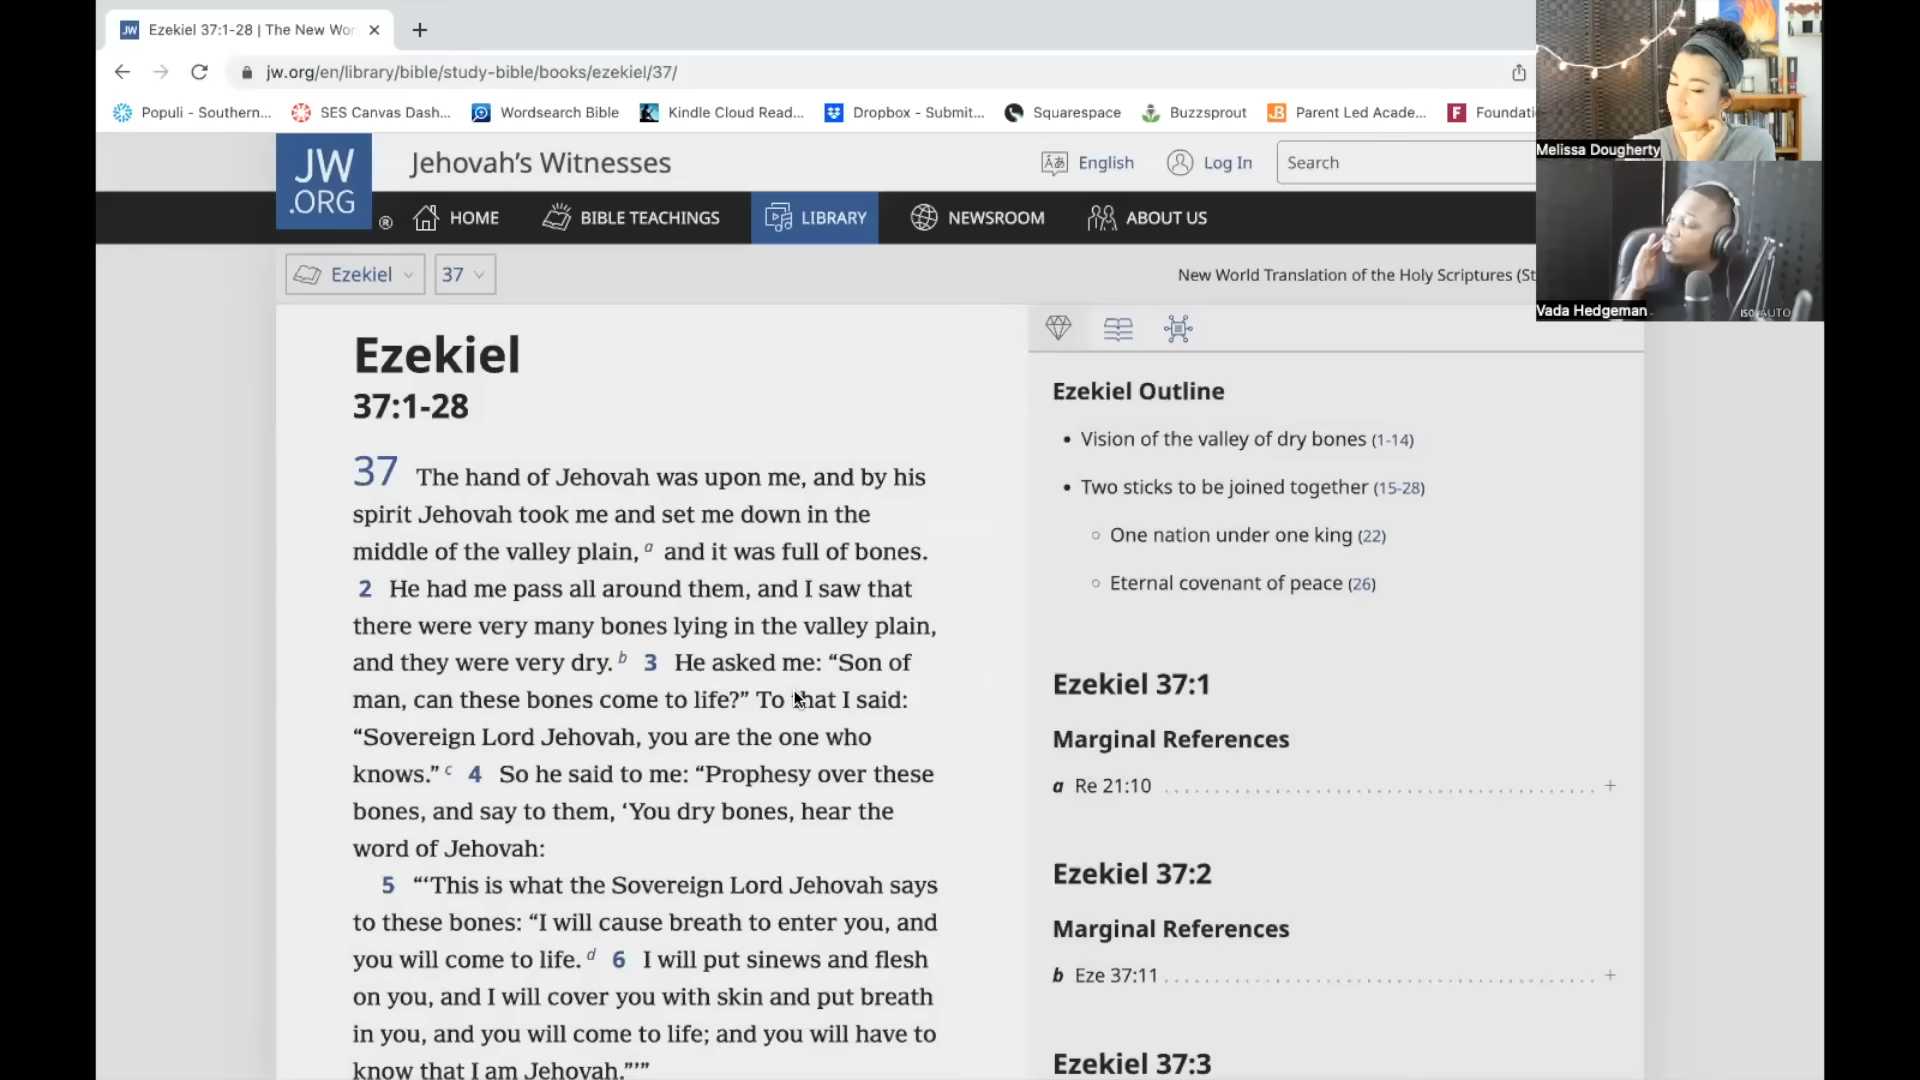 JW
Ezekiel 37:1-28 | The New Wor
jw.org/en/library/bible/study-bible/books/ezekiel/37/
Populi - Southern...
SES Canvas Dash...
Wordsearch Bible
Kindle Cloud Read...
Dropbox - Submit...
Squarespace
Buzzsprout
B
Parent Led Acade...
F
Foundati
JW
.ORG
®
Jehovah's Witnesses
English
Log In
Search
HOME
BIBLE TEACHINGS
LIBRARY
NEWSROOM
ABOUT US
Ezekiel
37
New World Translation of the Holy Scriptures (St
Melissa Dougherty
Vada Hedgeman
ISO AUTO
Ezekiel
37:1-28
37 The hand of Jehovah was upon me, and by his
spirit Jehovah took me and set me down in the
middle of the valley plain, a and it was full of bones.
2 He had me pass all around them, and I saw that
there were very many bones lying in the valley plain,
and they were very dry. b 3 He asked me: “Son of
man, can these bones come to life?” To that I said:
“Sovereign Lord Jehovah, you are the one who
knows.” c 4 So he said to me: “Prophesy over these
bones, and say to them, ‘You dry bones, hear the
word of Jehovah:
5 “‘This is what the Sovereign Lord Jehovah says
to these bones: “I will cause breath to enter you, and
you will come to life. d 6 I will put sinews and flesh
on you, and I will cover you with skin and put breath
in you, and you will come to life; and you will have to
know that I am Jehovah.”’”
Ezekiel Outline
• Vision of the valley of dry bones (1-14)
• Two sticks to be joined together (15-28)
○ One nation under one king (22)
○ Eternal covenant of peace (26)
Ezekiel 37:1
Marginal References
a Re 21:10 +
Ezekiel 37:2
Marginal References
b Eze 37:11 +
Ezekiel 37:3